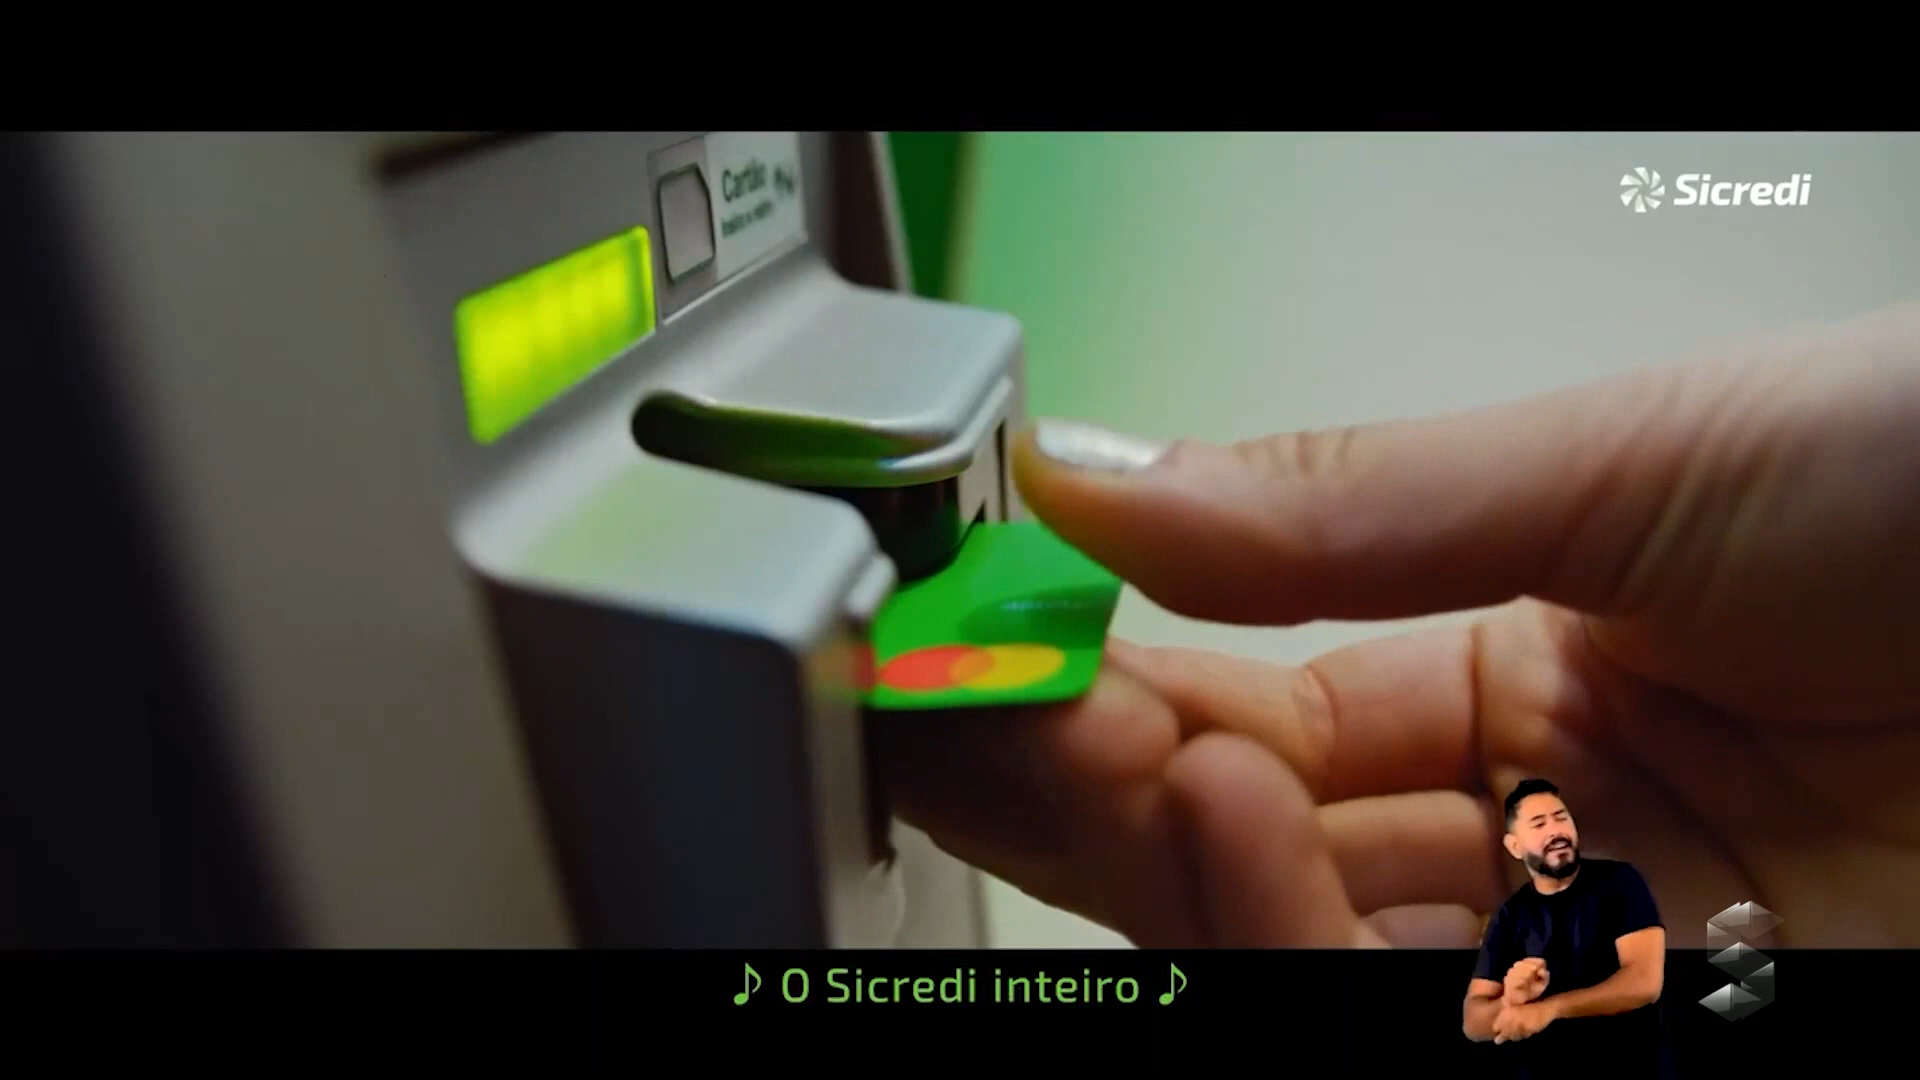 Cartão
Sicredi
♪ O Sicredi inteiro ♪